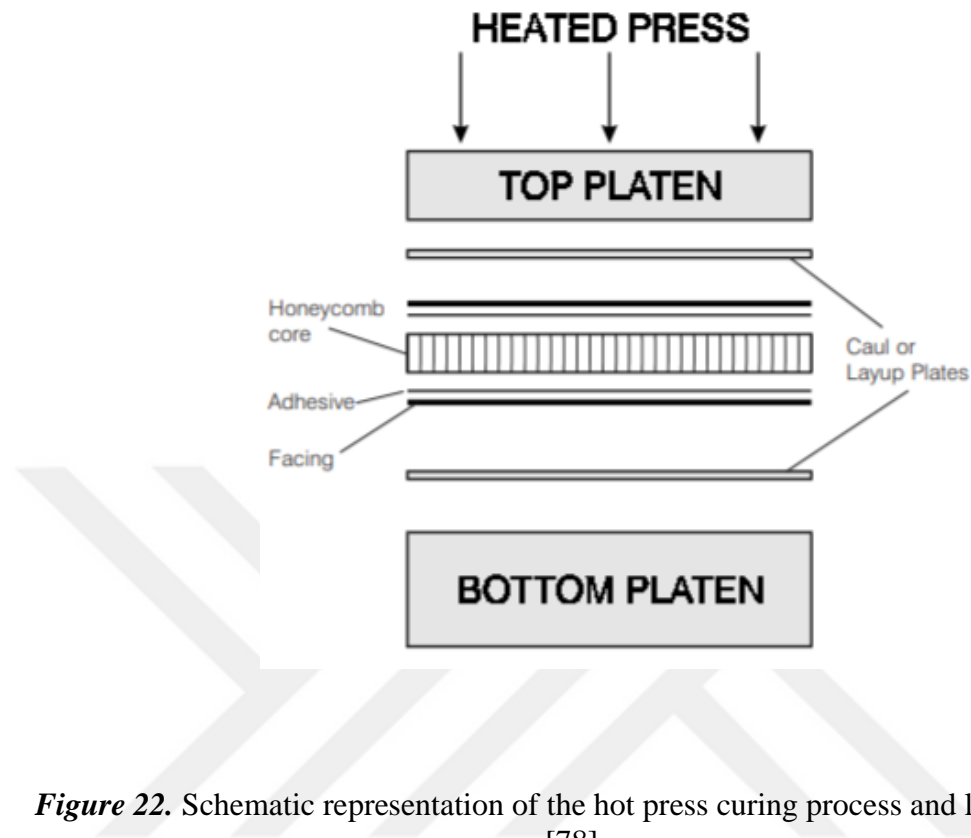 HEATED PRESS
TOP PLATEN
Honeycomb
core
Caul or
Layup Plates
Adhesive
Facing
BOTTOM PLATEN
Figure 22. Schematic representation of the hot press curing process and
[78]